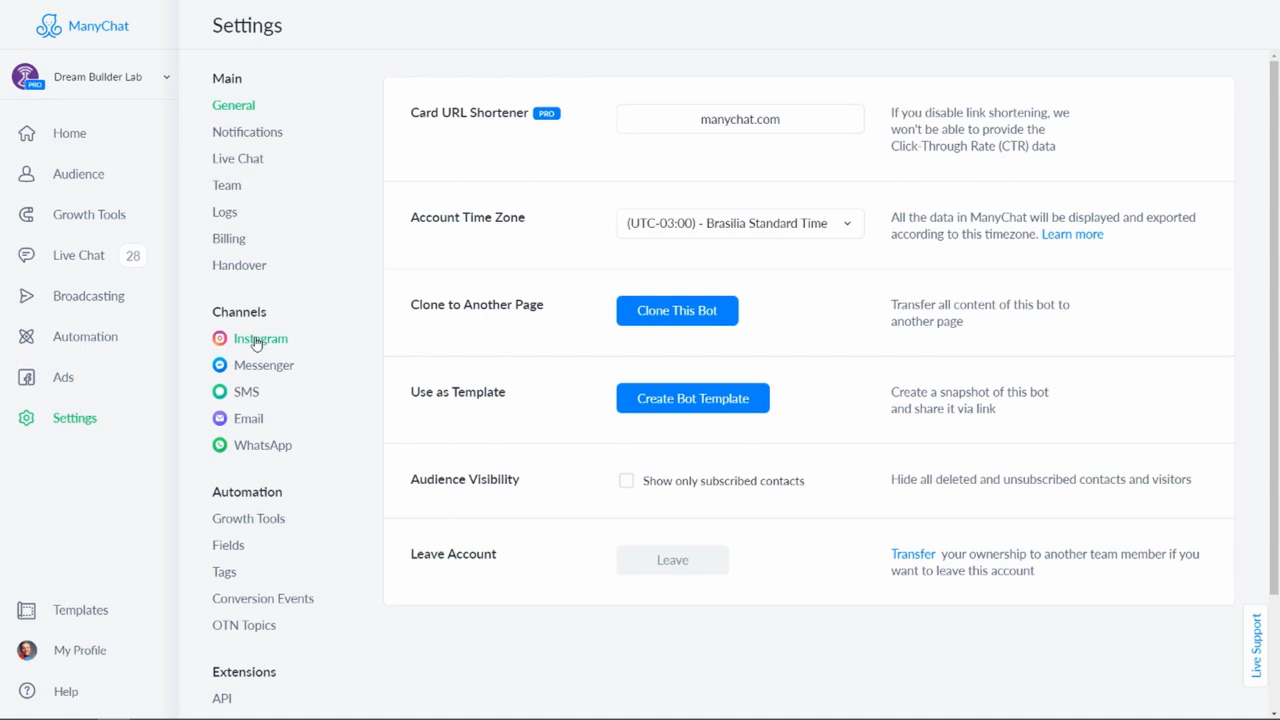 ManyChat
Settings
Dream Builder Lab
PRO
Home
Audience
Growth Tools
Live Chat 28
Broadcasting
Automation
Ads
Settings
Templates
My Profile
Help
Main
General
Notifications
Live Chat
Team
Logs
Billing
Handover
Channels
Instagram
Messenger
SMS
Email
WhatsApp
Automation
Growth Tools
Fields
Tags
Conversion Events
OTN Topics
Extensions
API
Card URL Shortener PRO
manychat.com
If you disable link shortening, we
won't be able to provide the
Click-Through Rate (CTR) data
Account Time Zone
(UTC-03:00) - Brasilia Standard Time
All the data in ManyChat will be displayed and exported
according to this timezone. Learn more
Clone to Another Page
Clone This Bot
Transfer all content of this bot to
another page
Use as Template
Create Bot Template
Create a snapshot of this bot
and share it via link
Audience Visibility
Show only subscribed contacts
Hide all deleted and unsubscribed contacts and visitors
Leave Account
Leave
Transfer your ownership to another team member if you
want to leave this account
Live Support